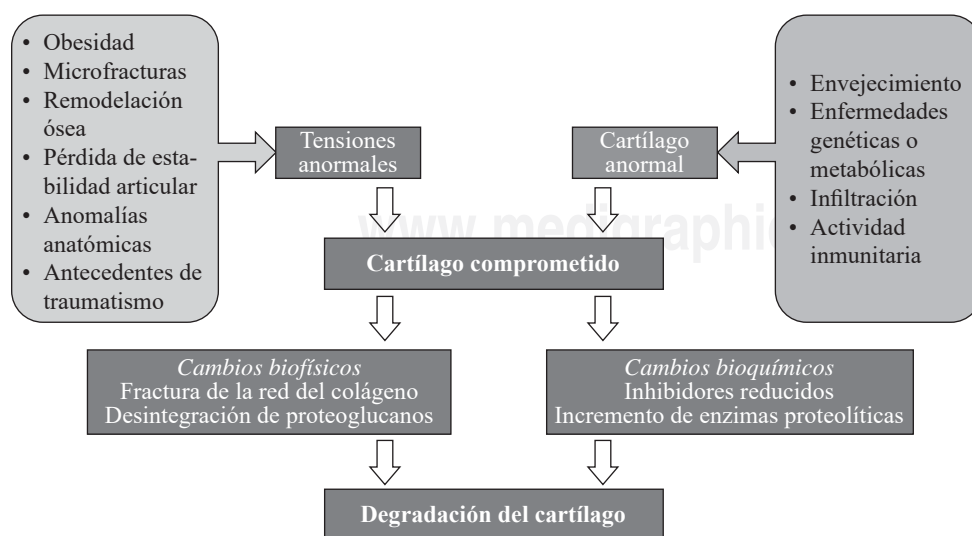 • Obesidad
• Microfracturas
• Remodelación
ósea
• Pérdida de esta-
bilidad articular
• Anomalías
anatómicas
• Antecedentes de
traumatismo
Tensiones
anormales
Cartílago
anormal
• Envejecimiento
• Enfermedades
genéticas o
metabólicas
• Infiltración
• Actividad
inmunitaria
www.medigraphic
Cartílago comprometido
Cambios biofísicos
Fractura de la red del colágeno
Desintegración de proteoglucanos
Cambios bioquímicos
Inhibidores reducidos
Incremento de enzimas proteolíticas
Degradación del cartílago